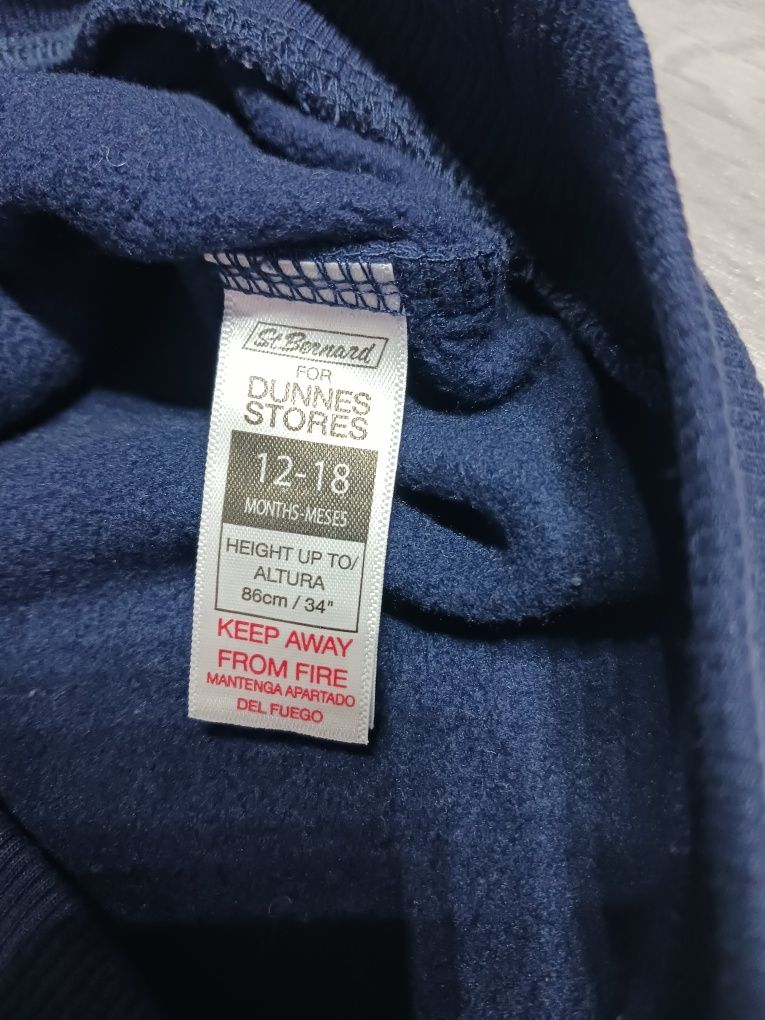 St.Bernard
FOR
DUNNES
STORES
12-18
MONTHS-MESES
HEIGHT UP TO/
ALTURA
86cm / 34"
KEEP AWAY
FROM FIRE
MANTENGA APARTADO
DEL FUEGO